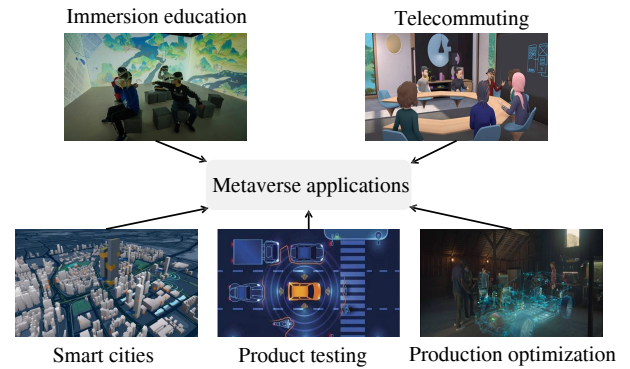 Immersion education
Telecommuting
Metaverse applications
Smart cities
Product testing
Production optimization